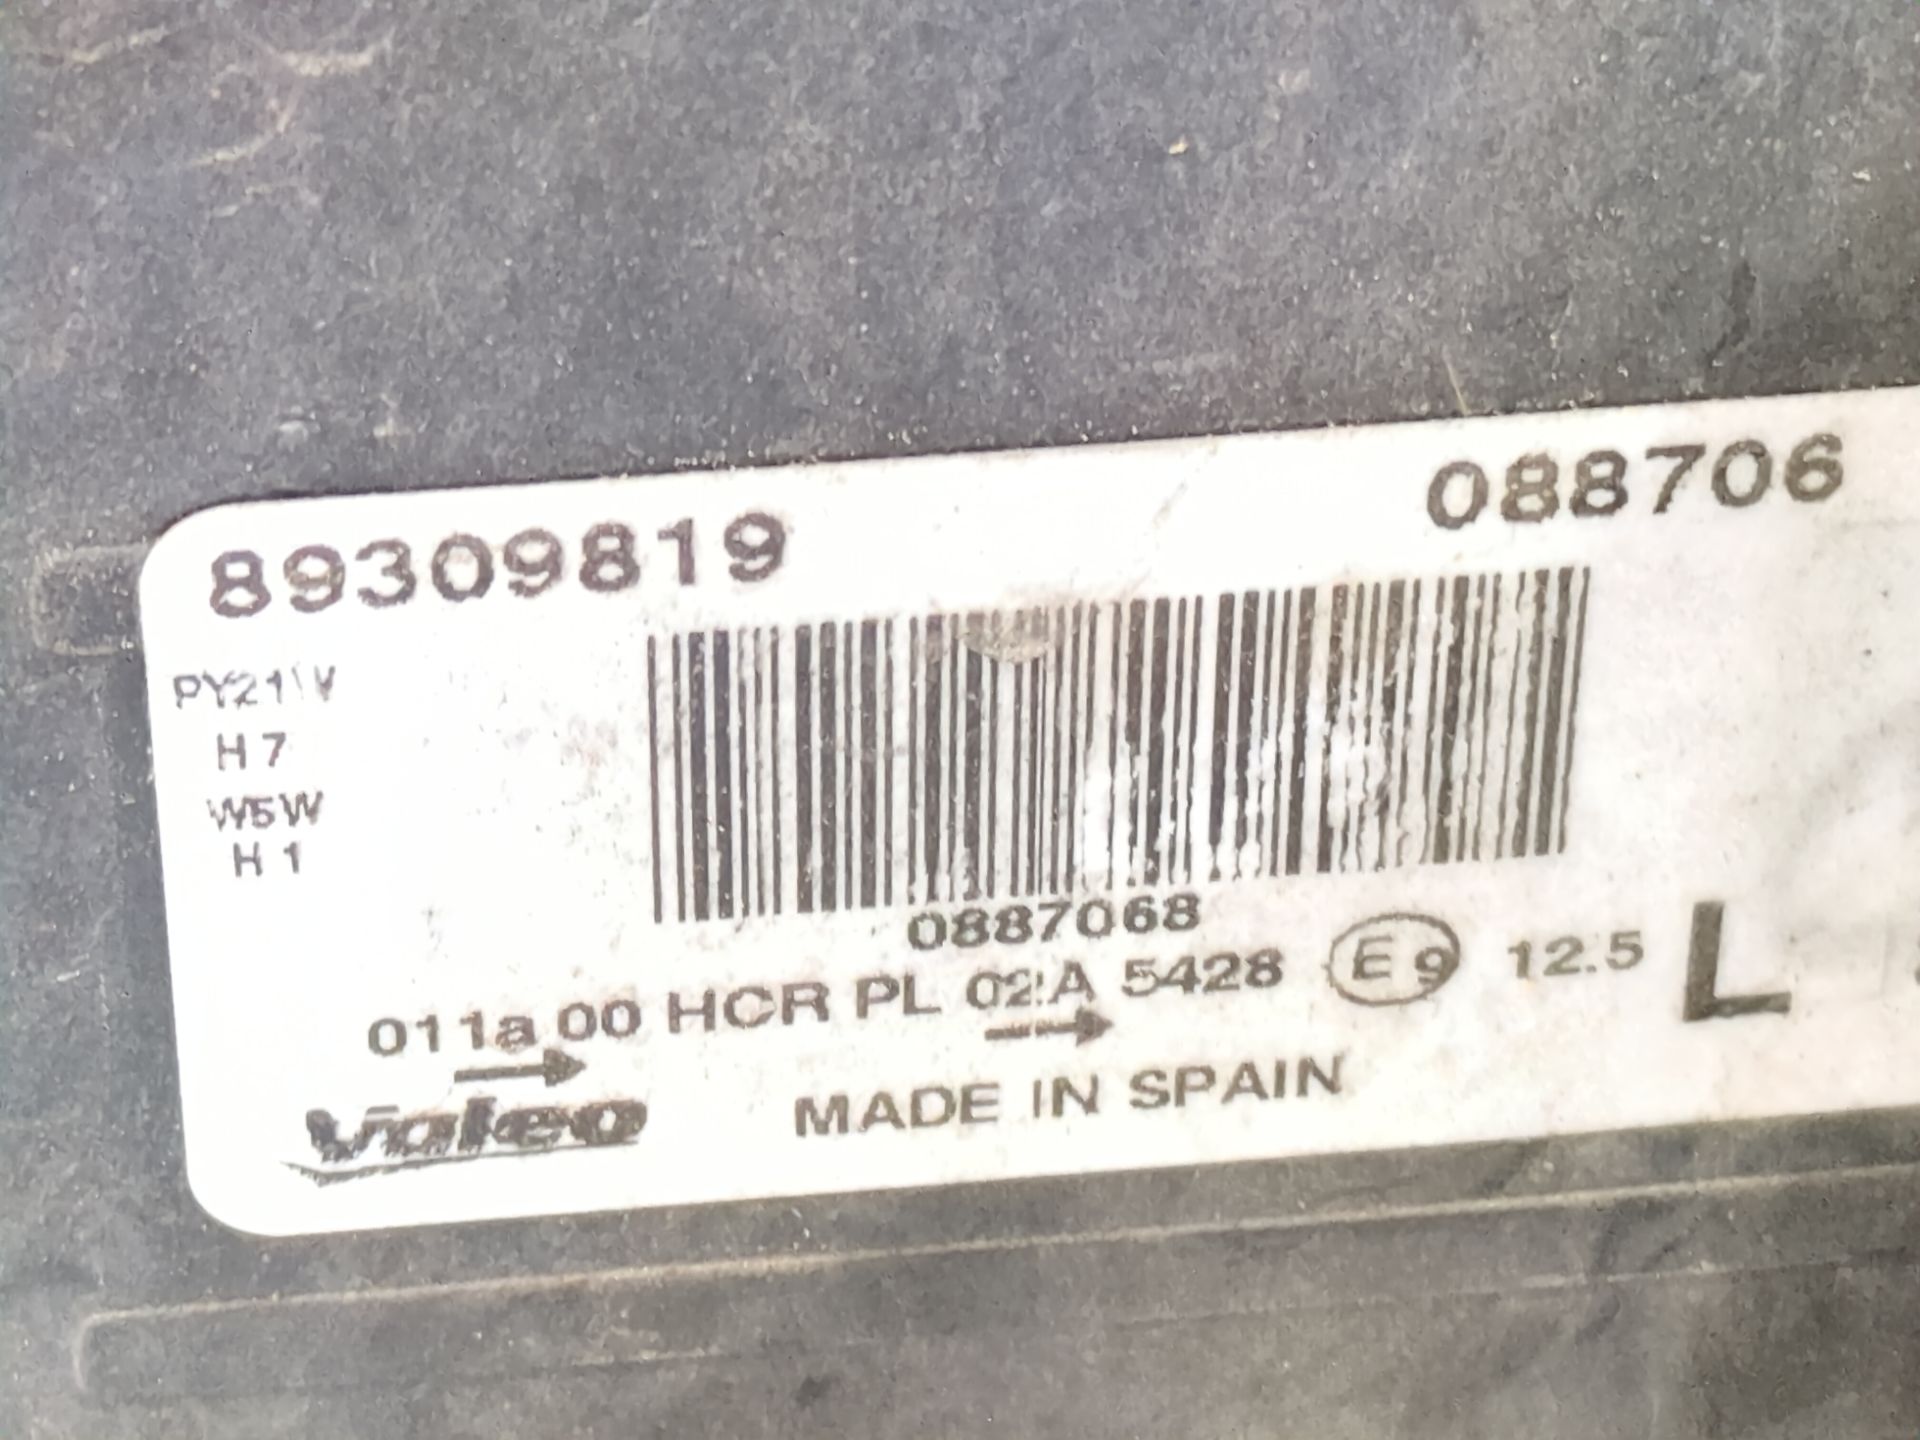 89309819 088706
PY21W
H7
W5W
H1
0887068
011a 00 HCR PL 02A 5428 E9 12.5 L
Valeo MADE IN SPAIN